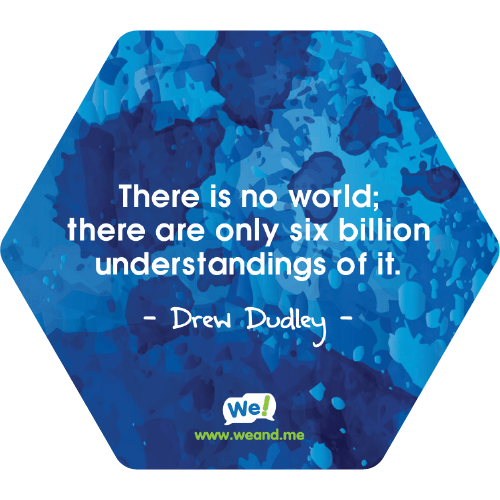 There is no world;
there are only six billion
understandings of it.
- Drew Dudley -
We!
www.weand.me